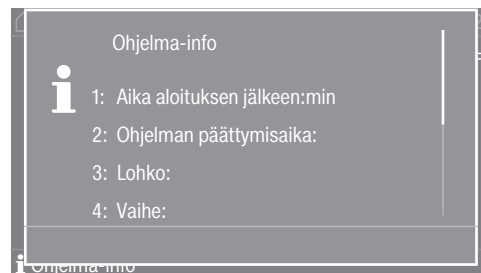 Ohjelma-info
1: Aika aloituksen jälkeen:min
2: Ohjelman päättymisaika:
3: Lohko:
4: Vaihe:
Ohjelma-info